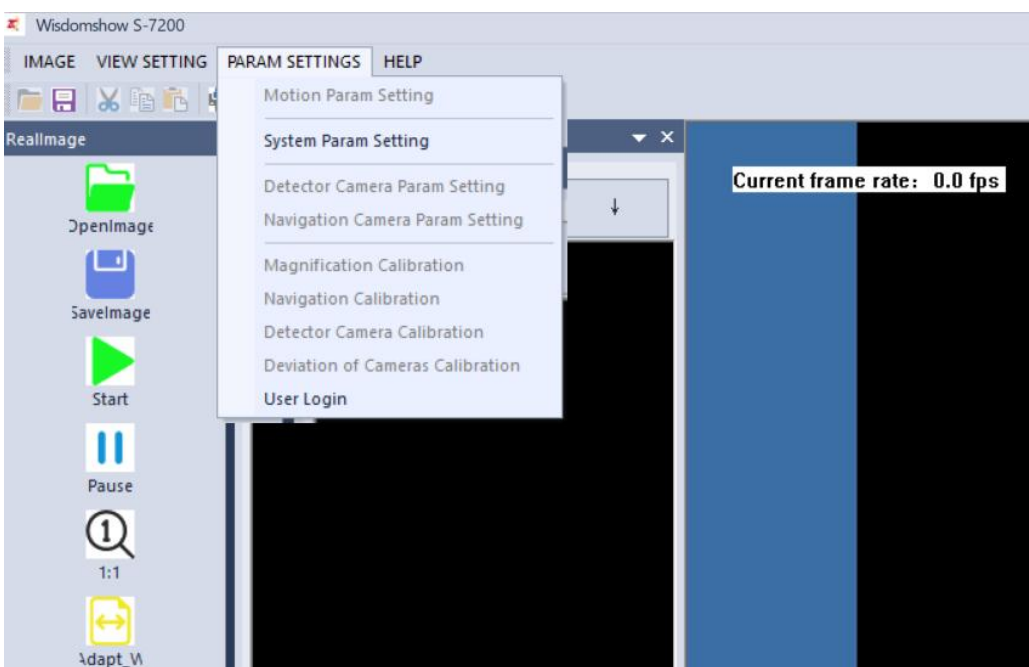 Wisdomshow S-7200
IMAGE VIEW SETTING PARAM SETTINGS HELP
Motion Param Setting
RealImage
System Param Setting
Detector Camera Param Setting
Navigation Camera Param Setting
Magnification Calibration
Navigation Calibration
Detector Camera Calibration
Deviation of Cameras Calibration
User Login
OpenImage
SaveImage
Start
Pause
1:1
Adapt_W
Current frame rate: 0.0 fps